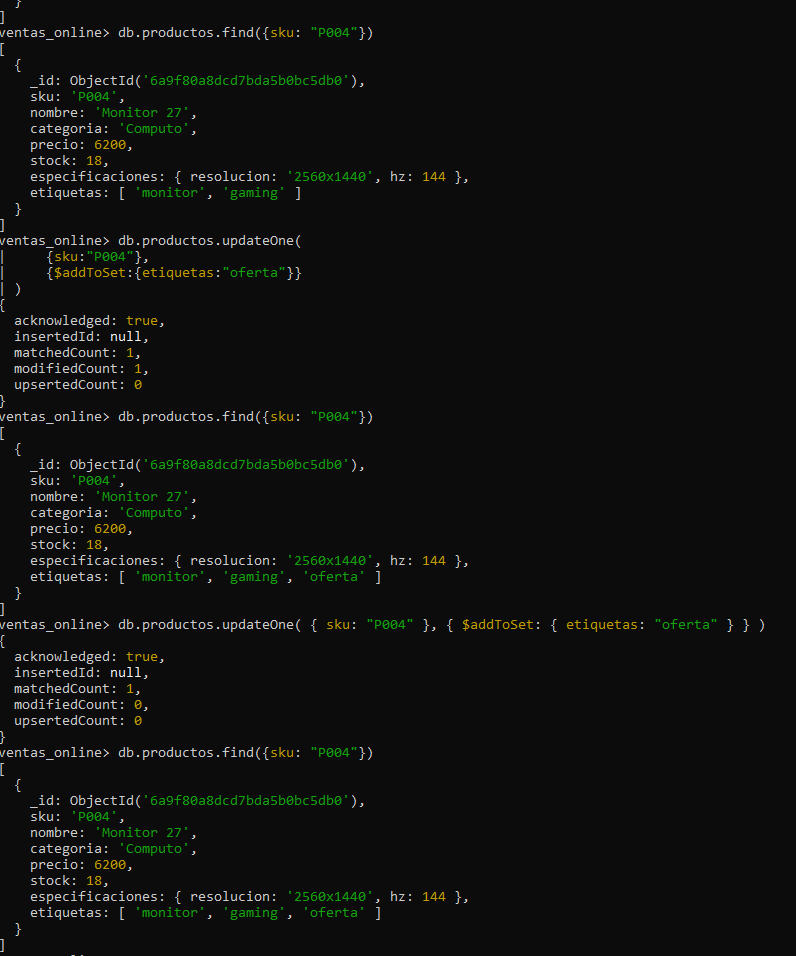 }
]
ventas_online> db.productos.find({sku: "P004"})
[
  {
    _id: ObjectId('6a9f80a8dcd7bda5b0bc5db0'),
    sku: 'P004',
    nombre: 'Monitor 27',
    categoria: 'Computo',
    precio: 6200,
    stock: 18,
    especificaciones: { resolucion: '2560x1440', hz: 144 },
    etiquetas: [ 'monitor', 'gaming' ]
  }
]
ventas_online> db.productos.updateOne(
|     {sku:"P004"},
|     {$addToSet:{etiquetas:"oferta"}}
| )
{
  acknowledged: true,
  insertedId: null,
  matchedCount: 1,
  modifiedCount: 1,
  upsertedCount: 0
}
ventas_online> db.productos.find({sku: "P004"})
[
  {
    _id: ObjectId('6a9f80a8dcd7bda5b0bc5db0'),
    sku: 'P004',
    nombre: 'Monitor 27',
    categoria: 'Computo',
    precio: 6200,
    stock: 18,
    especificaciones: { resolucion: '2560x1440', hz: 144 },
    etiquetas: [ 'monitor', 'gaming', 'oferta' ]
  }
]
ventas_online> db.productos.updateOne( { sku: "P004" }, { $addToSet: { etiquetas: "oferta" } } )
{
  acknowledged: true,
  insertedId: null,
  matchedCount: 1,
  modifiedCount: 0,
  upsertedCount: 0
}
ventas_online> db.productos.find({sku: "P004"})
[
  {
    _id: ObjectId('6a9f80a8dcd7bda5b0bc5db0'),
    sku: 'P004',
    nombre: 'Monitor 27',
    categoria: 'Computo',
    precio: 6200,
    stock: 18,
    especificaciones: { resolucion: '2560x1440', hz: 144 },
    etiquetas: [ 'monitor', 'gaming', 'oferta' ]
  }
]